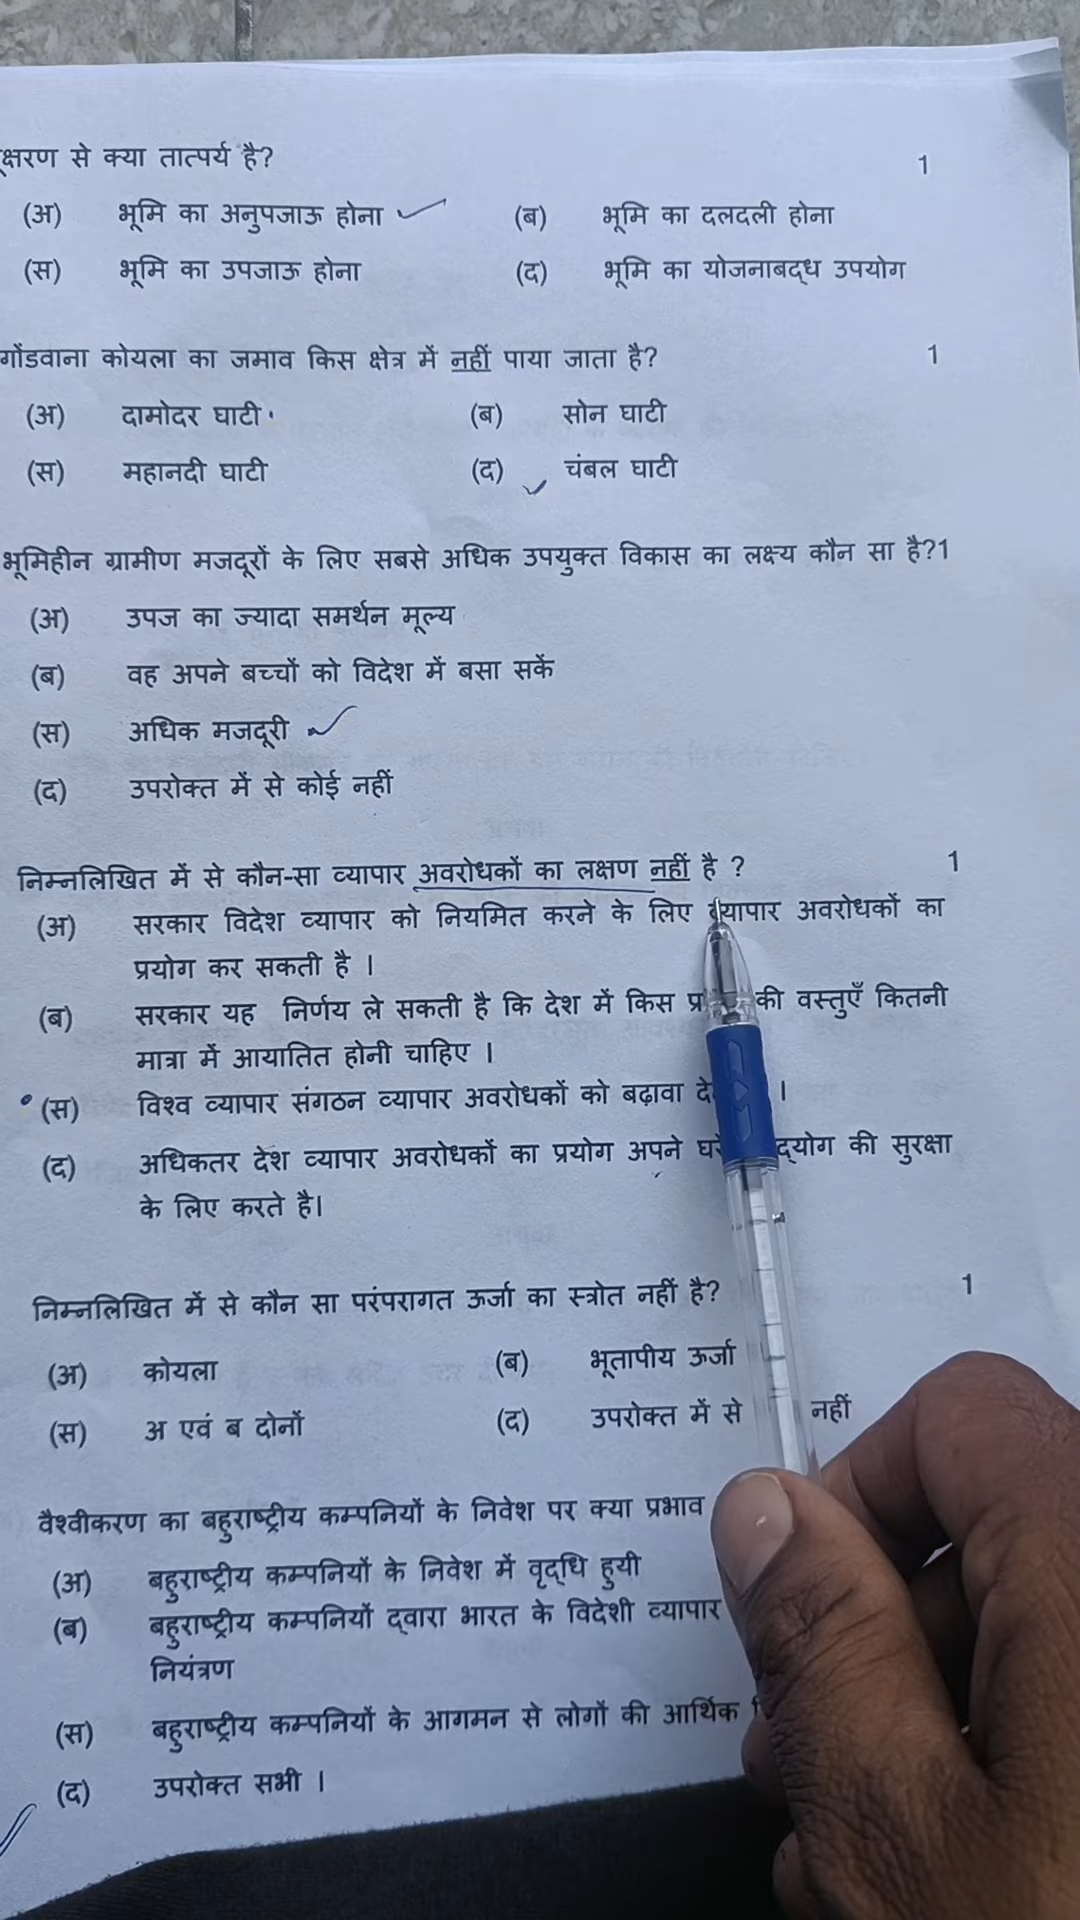 क्षरण से क्या तात्पर्य है? 1
(अ) भूमि का अनुपजाऊ होना (ब) भूमि का दलदली होना
(स) भूमि का उपजाऊ होना (द) भूमि का योजनाबद्ध उपयोग
गोंडवाना कोयला का जमाव किस क्षेत्र में नहीं पाया जाता है? 1
(अ) दामोदर घाटी (ब) सोन घाटी
(स) महानदी घाटी (द) चंबल घाटी
भूमिहीन ग्रामीण मजदूरों के लिए सबसे अधिक उपयुक्त विकास का लक्ष्य कौन सा है?1
(अ) उपज का ज्यादा समर्थन मूल्य
(ब) वह अपने बच्चों को विदेश में बसा सकें
(स) अधिक मजदूरी
(द) उपरोक्त में से कोई नहीं
निम्नलिखित में से कौन-सा व्यापार अवरोधकों का लक्षण नहीं है ? 1
(अ) सरकार विदेश व्यापार को नियमित करने के लिए व्यापार अवरोधकों का
प्रयोग कर सकती है ।
(ब) सरकार यह निर्णय ले सकती है कि देश में किस की वस्तुएँ कितनी
मात्रा में आयातित होनी चाहिए ।
(स) विश्व व्यापार संगठन व्यापार अवरोधकों को बढ़ावा ।
(द) अधिकतर देश व्यापार अवरोधकों का प्रयोग अपने की सुरक्षा
के लिए करते है।
निम्नलिखित में से कौन सा परंपरागत ऊर्जा का स्त्रोत नहीं है? 1
(अ) कोयला (ब) भूतापीय ऊर्जा
(स) अ एवं ब दोनों (द) उपरोक्त में से नहीं
वैश्वीकरण का बहुराष्ट्रीय कम्पनियों के निवेश पर क्या प्रभाव
(अ) बहुराष्ट्रीय कम्पनियों के निवेश में वृद्धि हुयी
(ब) बहुराष्ट्रीय कम्पनियों द्वारा भारत के विदेशी व्यापार
नियंत्रण
(स) बहुराष्ट्रीय कम्पनियों के आगमन से लोगों की आर्थिक
(द) उपरोक्त सभी ।